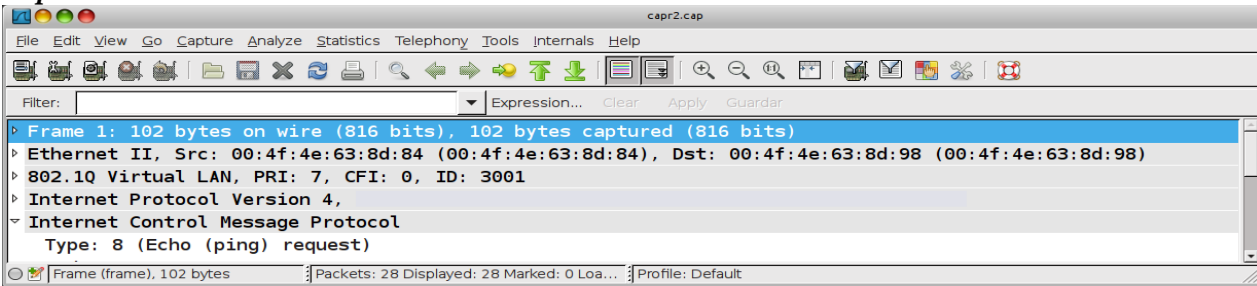 capr2.cap
File Edit View Go Capture Analyze Statistics Telephony Tools Internals Help
Filter: Expression... Clear Apply Guardar
Frame 1: 102 bytes on wire (816 bits), 102 bytes captured (816 bits)
Ethernet II, Src: 00:4f:4e:63:8d:84 (00:4f:4e:63:8d:84), Dst: 00:4f:4e:63:8d:98 (00:4f:4e:63:8d:98)
802.1Q Virtual LAN, PRI: 7, CFI: 0, ID: 3001
Internet Protocol Version 4,
Internet Control Message Protocol
Type: 8 (Echo (ping) request)
Frame (frame), 102 bytes Packets: 28 Displayed: 28 Marked: 0 Loa... Profile: Default